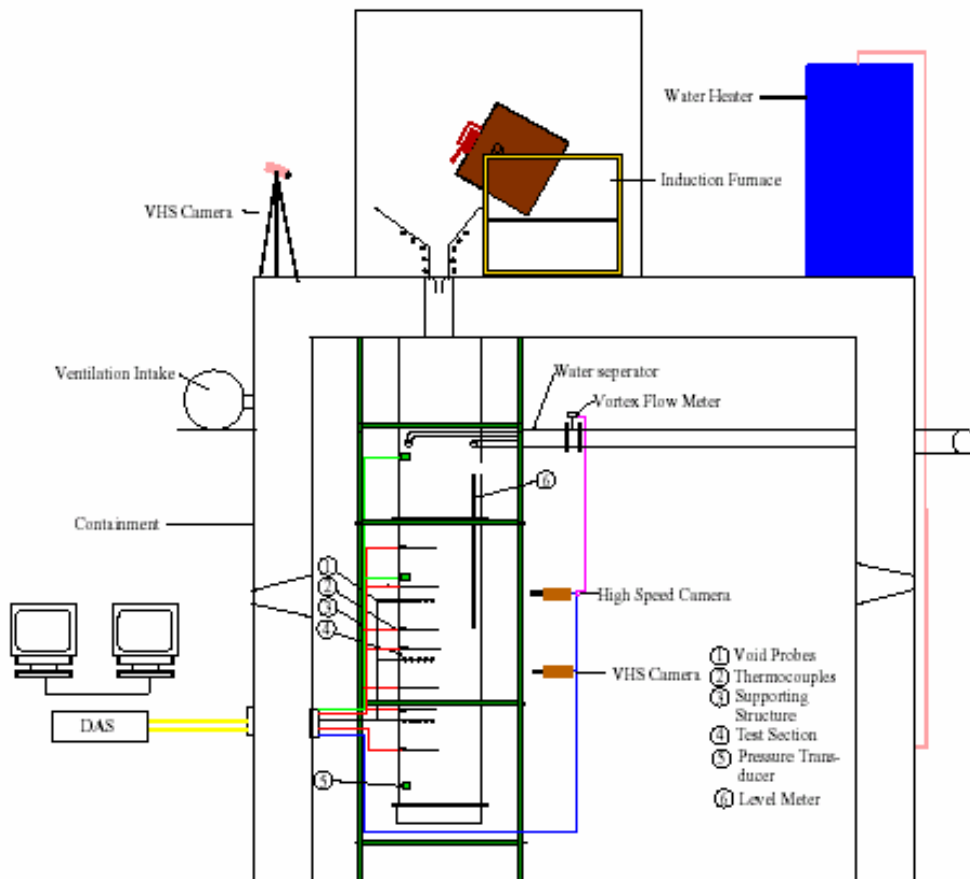 Water Heater
Induction Furnace
VHS Camera
Ventilation Intake
Water seperator
Vortex Flow Meter
⑥
Containment
①
②
③
④
High Speed Camera
VHS Camera
① Void Probes
② Thermocouples
③ Supporting
Structure
④ Test Section
⑤ Pressure Trans-
ducer
⑥ Level Meter
DAS
⑤